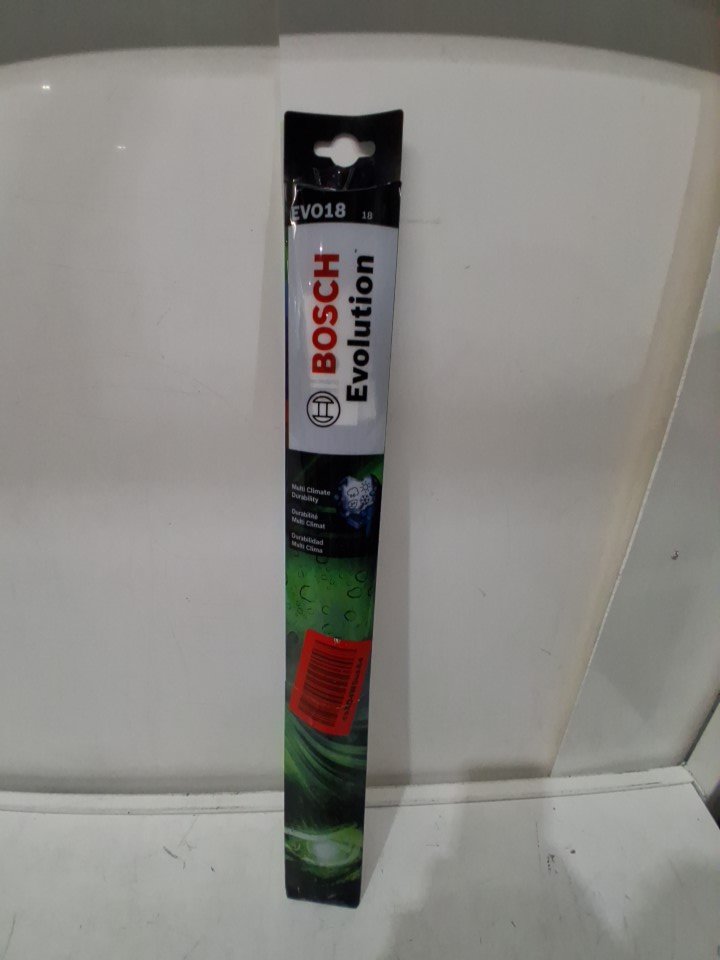 EVO18 18
BOSCH
Evolution
Multi Climate
Durability
Durabilité
Multi Climat
Durabilidad
Multi Clima